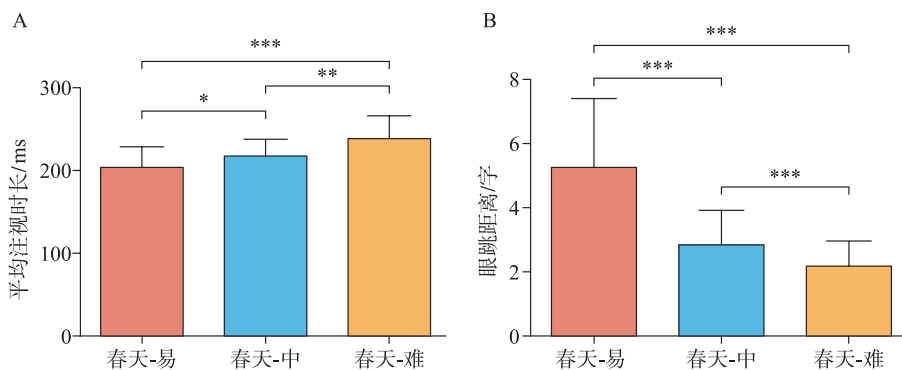 A
平均注视时长/ms
300
200
100
0
***
**
*
春天-易
春天-中
春天-难
B
眼跳距离/字
8
6
4
2
0
***
***
***
春天-易
春天-中
春天-难